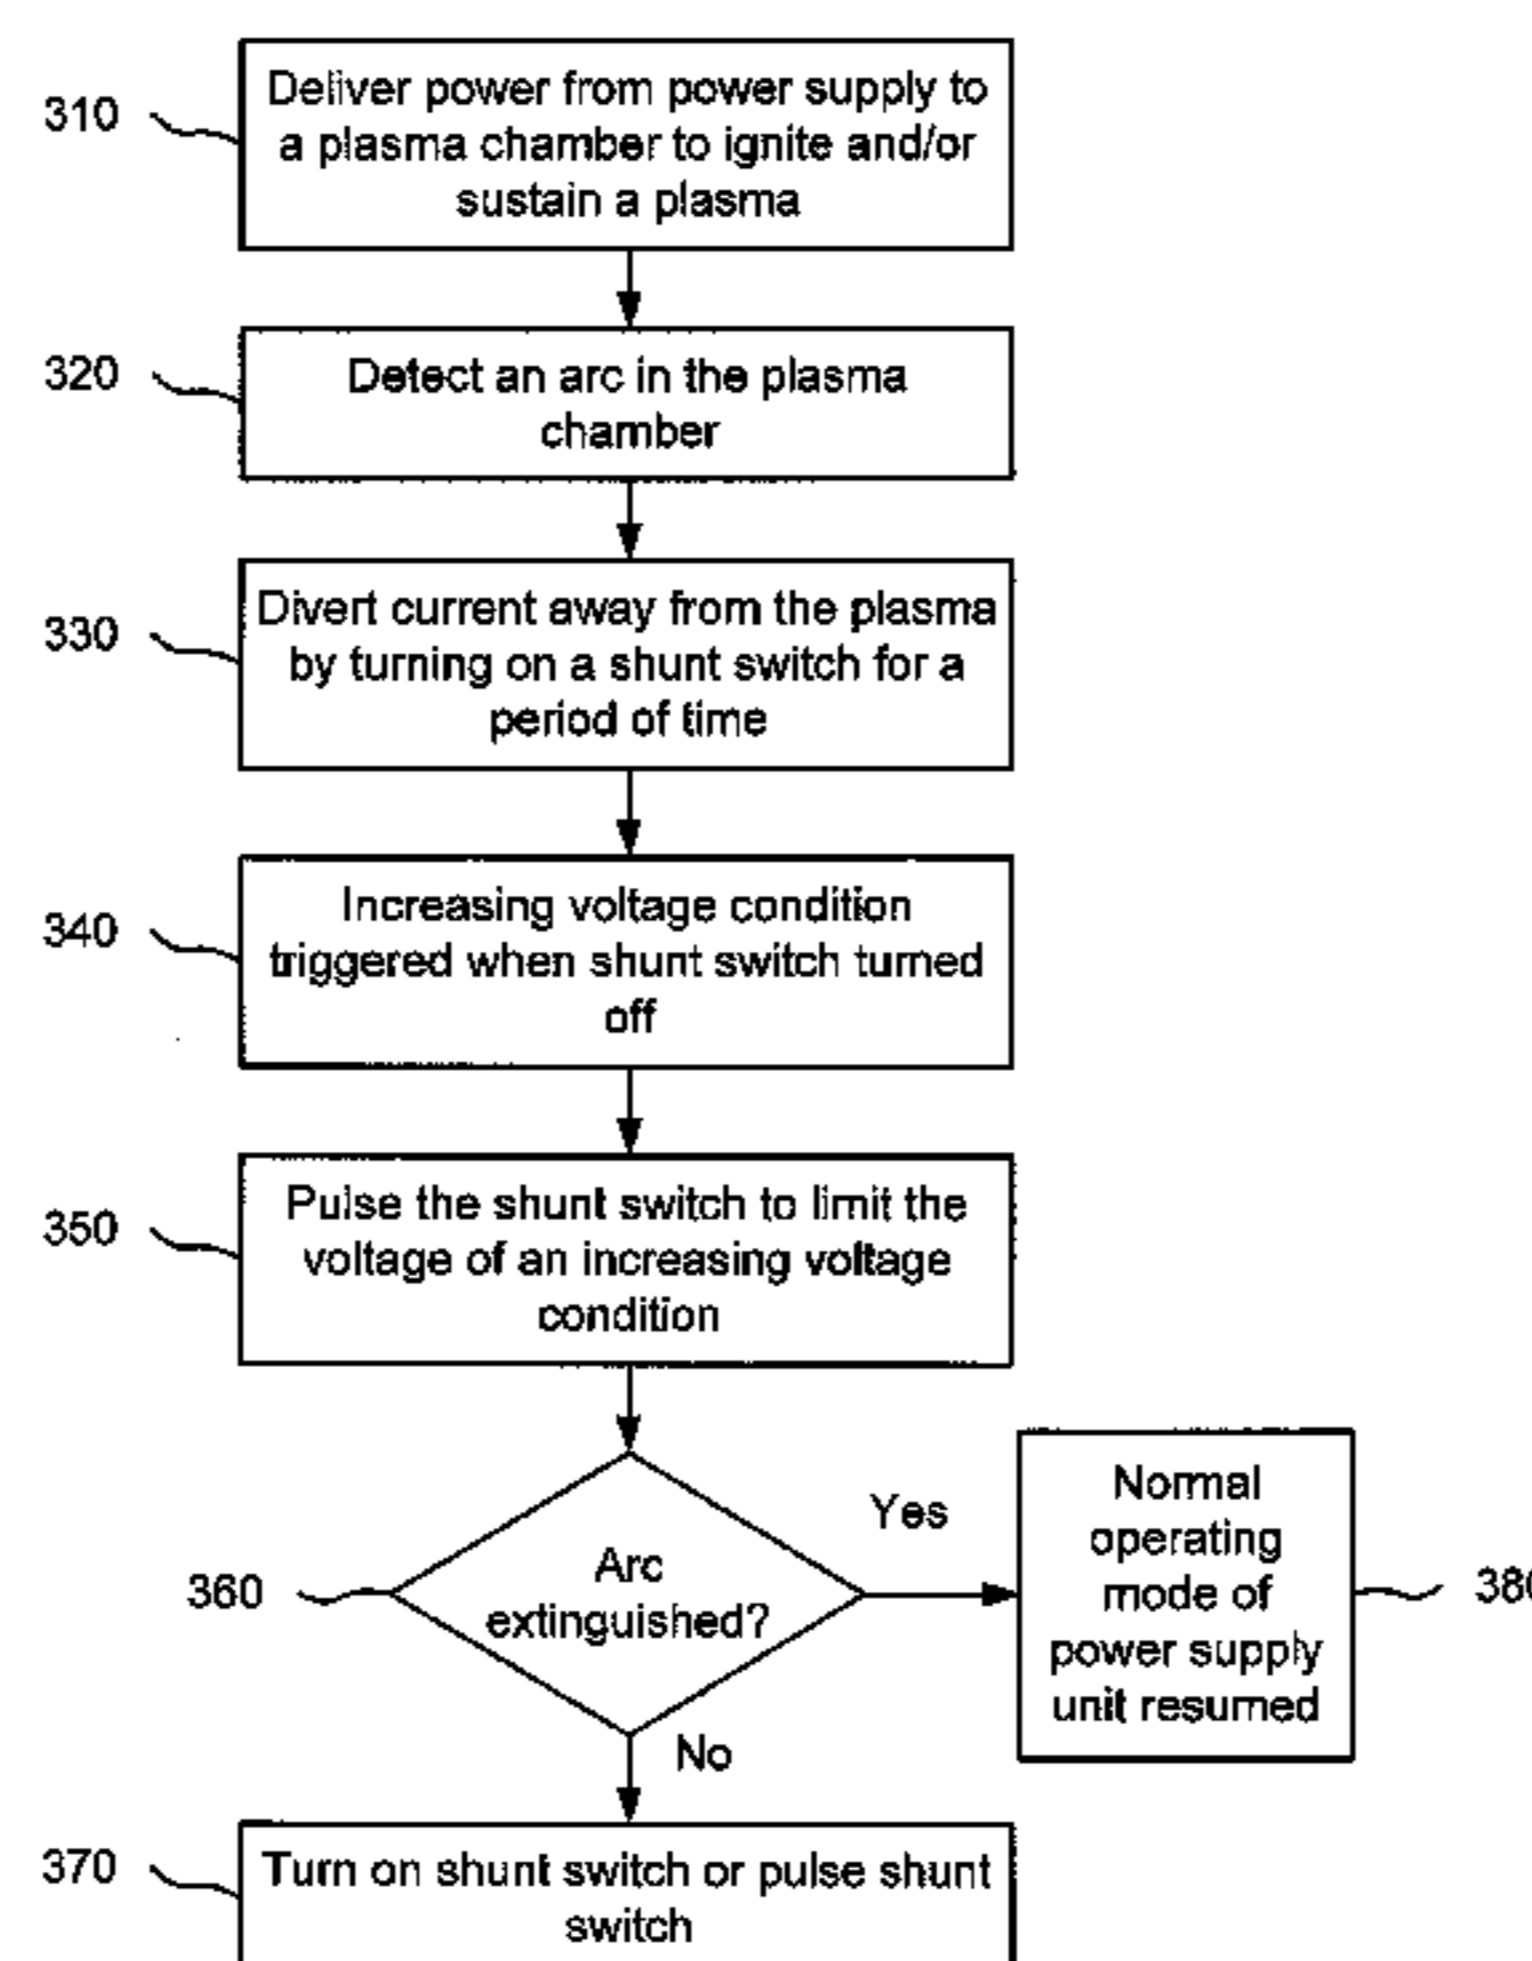 310
Deliver power from power supply to
a plasma chamber to ignite and/or
sustain a plasma
320
Detect an arc in the plasma
chamber
330
Divert current away from the plasma
by turning on a shunt switch for a
period of time
340
Increasing voltage condition
triggered when shunt switch turned
off
350
Pulse the shunt switch to limit the
voltage of an increasing voltage
condition
360
Arc
extinguished?
Yes
Normal
operating
mode of
power supply
unit resumed
380
No
370
Turn on shunt switch or pulse shunt
switch